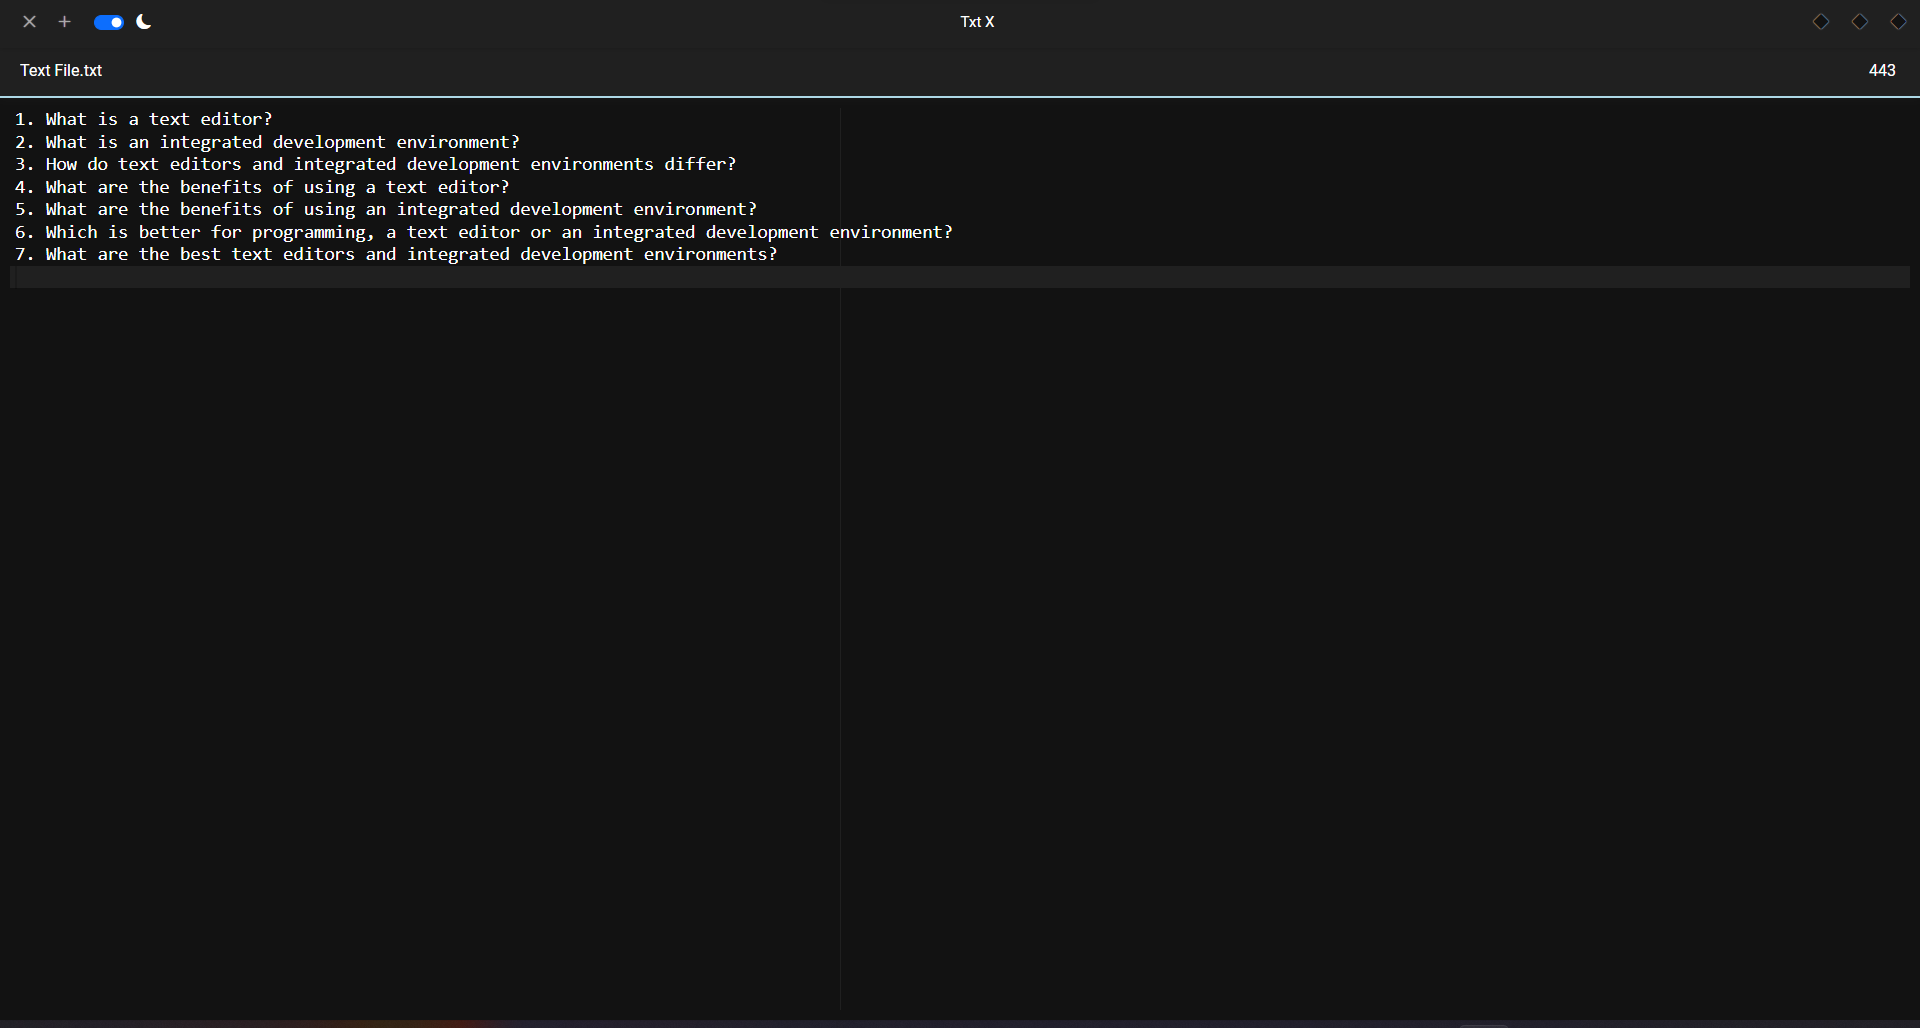 Txt X
Text File.txt
443
1. What is a text editor?
2. What is an integrated development environment?
3. How do text editors and integrated development environments differ?
4. What are the benefits of using a text editor?
5. What are the benefits of using an integrated development environment?
6. Which is better for programming, a text editor or an integrated development environment?
7. What are the best text editors and integrated development environments?